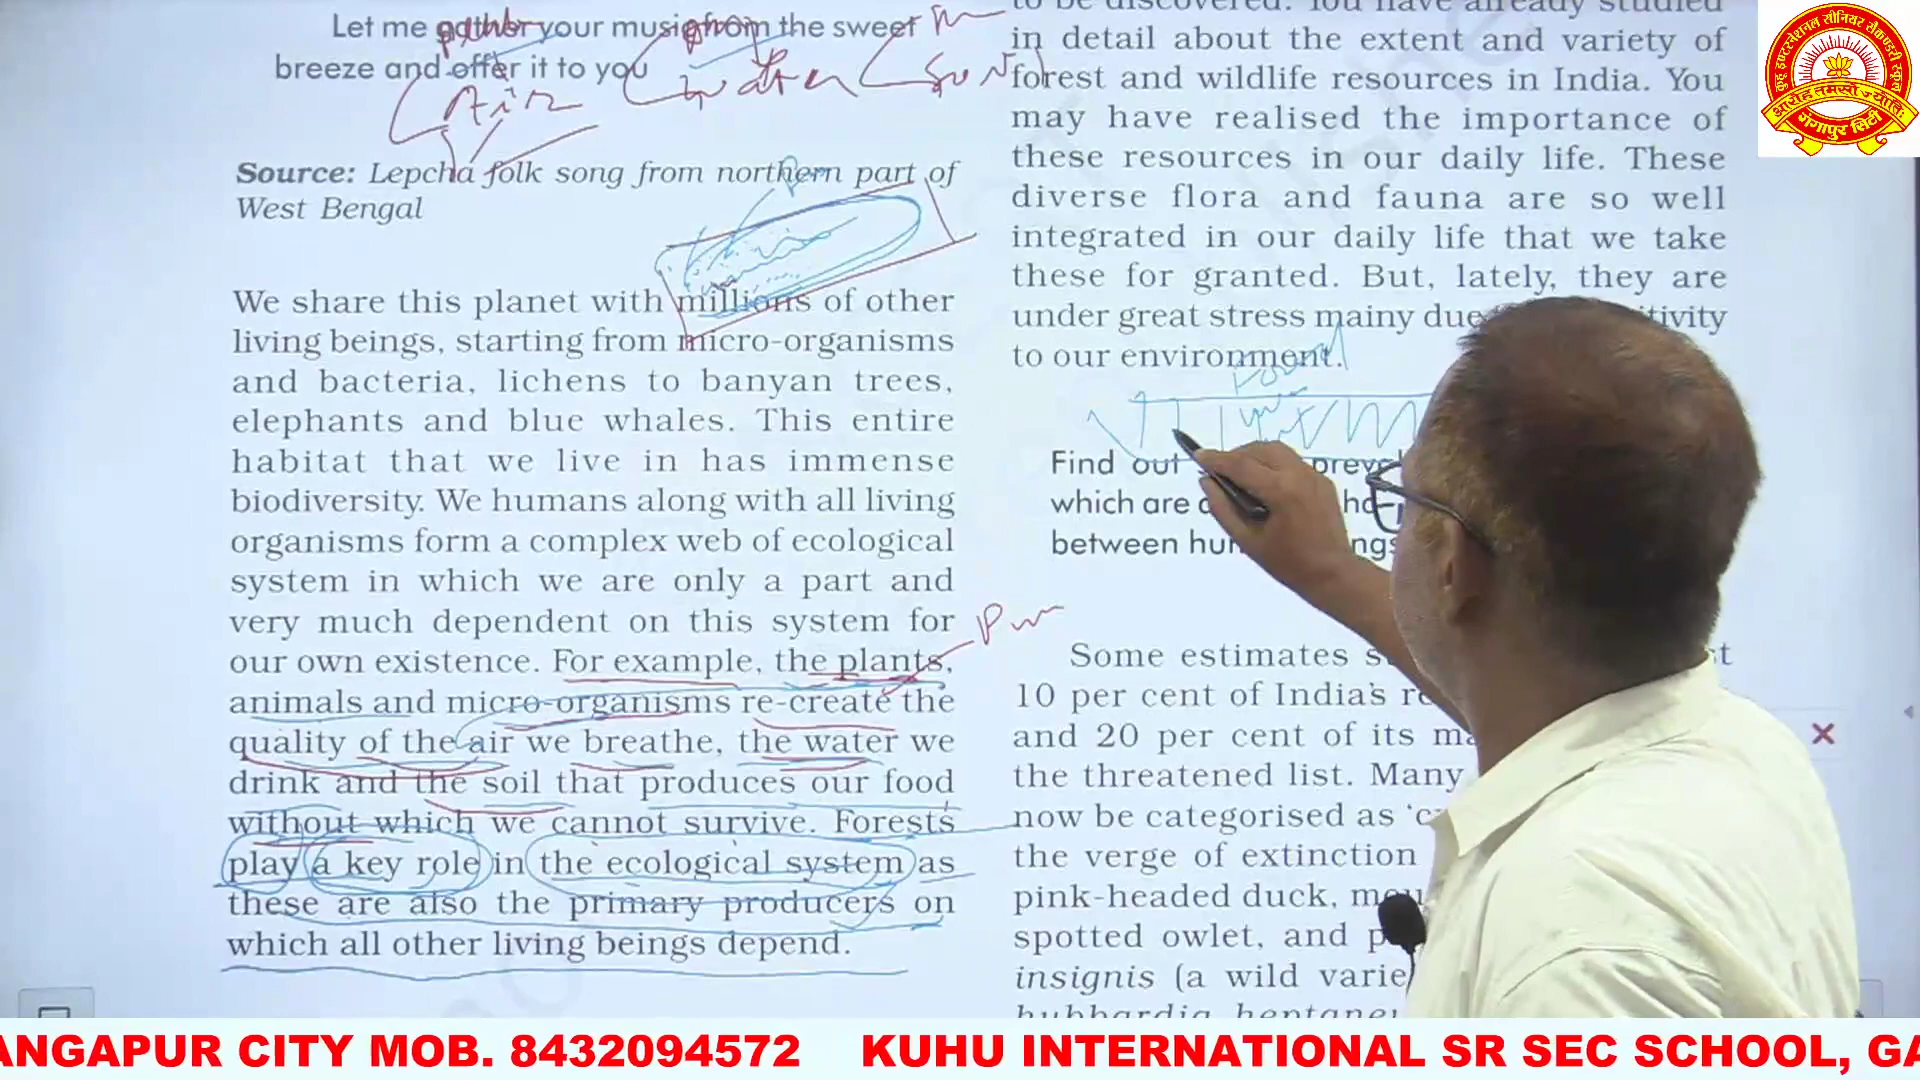 Let me gather your music from the sweet
breeze and offer it to you
Air
water
SUN
Source: Lepcha folk song from northern part of
West Bengal
We share this planet with millions of other
living beings, starting from micro-organisms
and bacteria, lichens to banyan trees,
elephants and blue whales. This entire
habitat that we live in has immense
biodiversity. We humans along with all living
organisms form a complex web of ecological
system in which we are only a part and
very much dependent on this system for
our own existence. For example, the plants,
animals and micro-organisms re-create the
quality of the air we breathe, the water we
drink and the soil that produces our food
without which we cannot survive. Forests
play a key role in the ecological system as
these are also the primary producers on
which all other living beings depend.
to be discovered. You have already studied
in detail about the extent and variety of
forest and wildlife resources in India. You
may have realised the importance of
these resources in our daily life. These
diverse flora and fauna are so well
integrated in our daily life that we take
these for granted. But, lately, they are
under great stress mainy due
to our environment.
Find out
which are
between
Some estimates
10 per cent of India's
and 20 per cent of its
the threatened list. Many
now be categorised as
the verge of extinction
pink-headed duck,
spotted owlet, and
insignis (a wild
कुहू इण्टरनेशनल सीनियर सैकण्डरी स्कूल
आरोह तमसो ज्योतिः
गंगापुर सिटी
ANGAPUR CITY MOB. 8432094572 KUHU INTERNATIONAL SR SEC SCHOOL, GA